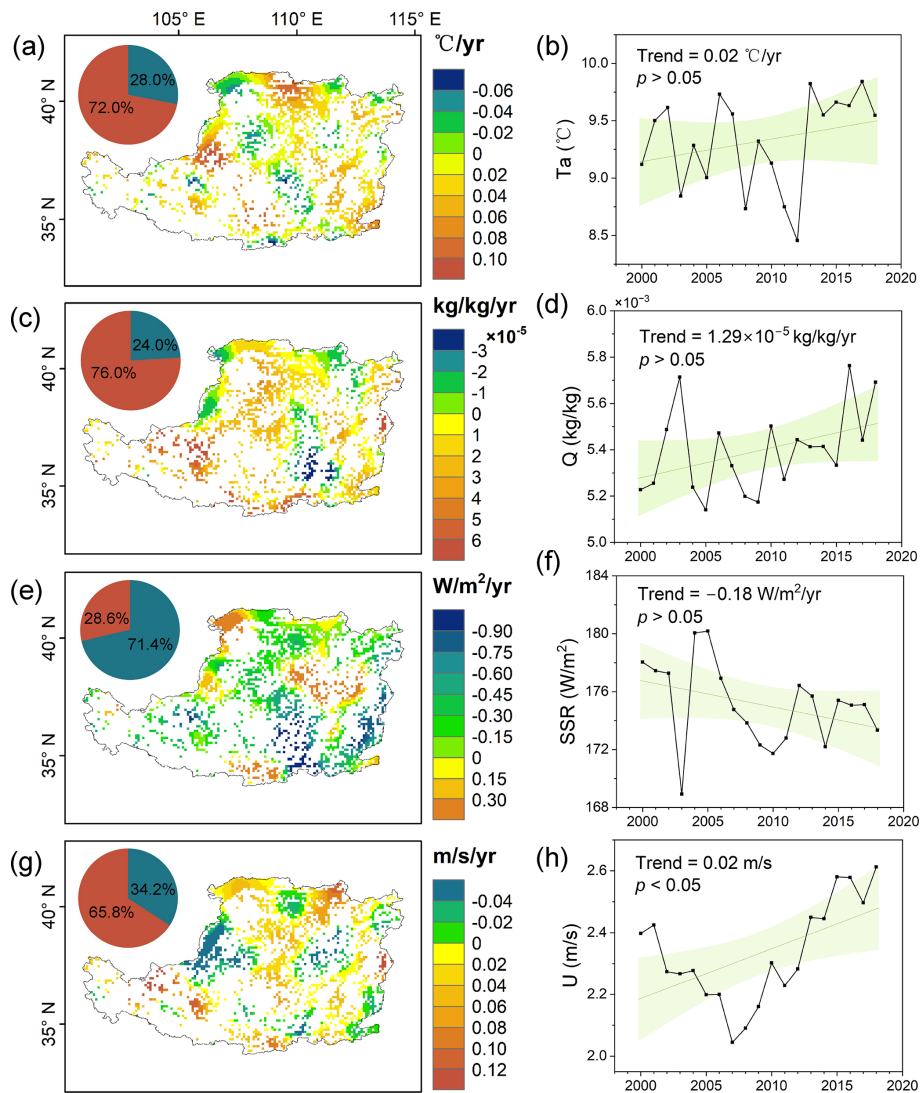 105° E 110° E 115° E
(a)
℃/yr
40° N
35° N
28.0%
72.0%
-0.06
-0.04
-0.02
0
0.02
0.04
0.06
0.08
0.10
(b)
Trend = 0.02 ℃/yr
p > 0.05
Ta (℃)
10.0
9.5
9.0
8.5
2000 2005 2010 2015 2020
(c)
kg/kg/yr
×10-5
40° N
35° N
24.0%
76.0%
-3
-2
-1
0
1
2
3
4
5
6
(d)
×10−3
Trend = 1.29×10−5 kg/kg/yr
p > 0.05
Q (kg/kg)
6.0
5.8
5.6
5.4
5.2
5.0
2000 2005 2010 2015 2020
(e)
W/m2/yr
40° N
35° N
28.6%
71.4%
-0.90
-0.75
-0.60
-0.45
-0.30
-0.15
0
0.15
0.30
(f)
Trend = −0.18 W/m2/yr
p > 0.05
SSR (W/m2)
184
180
176
172
168
2000 2005 2010 2015 2020
(g)
m/s/yr
40° N
35° N
34.2%
65.8%
-0.04
-0.02
0
0.02
0.04
0.06
0.08
0.10
0.12
(h)
Trend = 0.02 m/s
p < 0.05
U (m/s)
2.6
2.4
2.2
2.0
2000 2005 2010 2015 2020